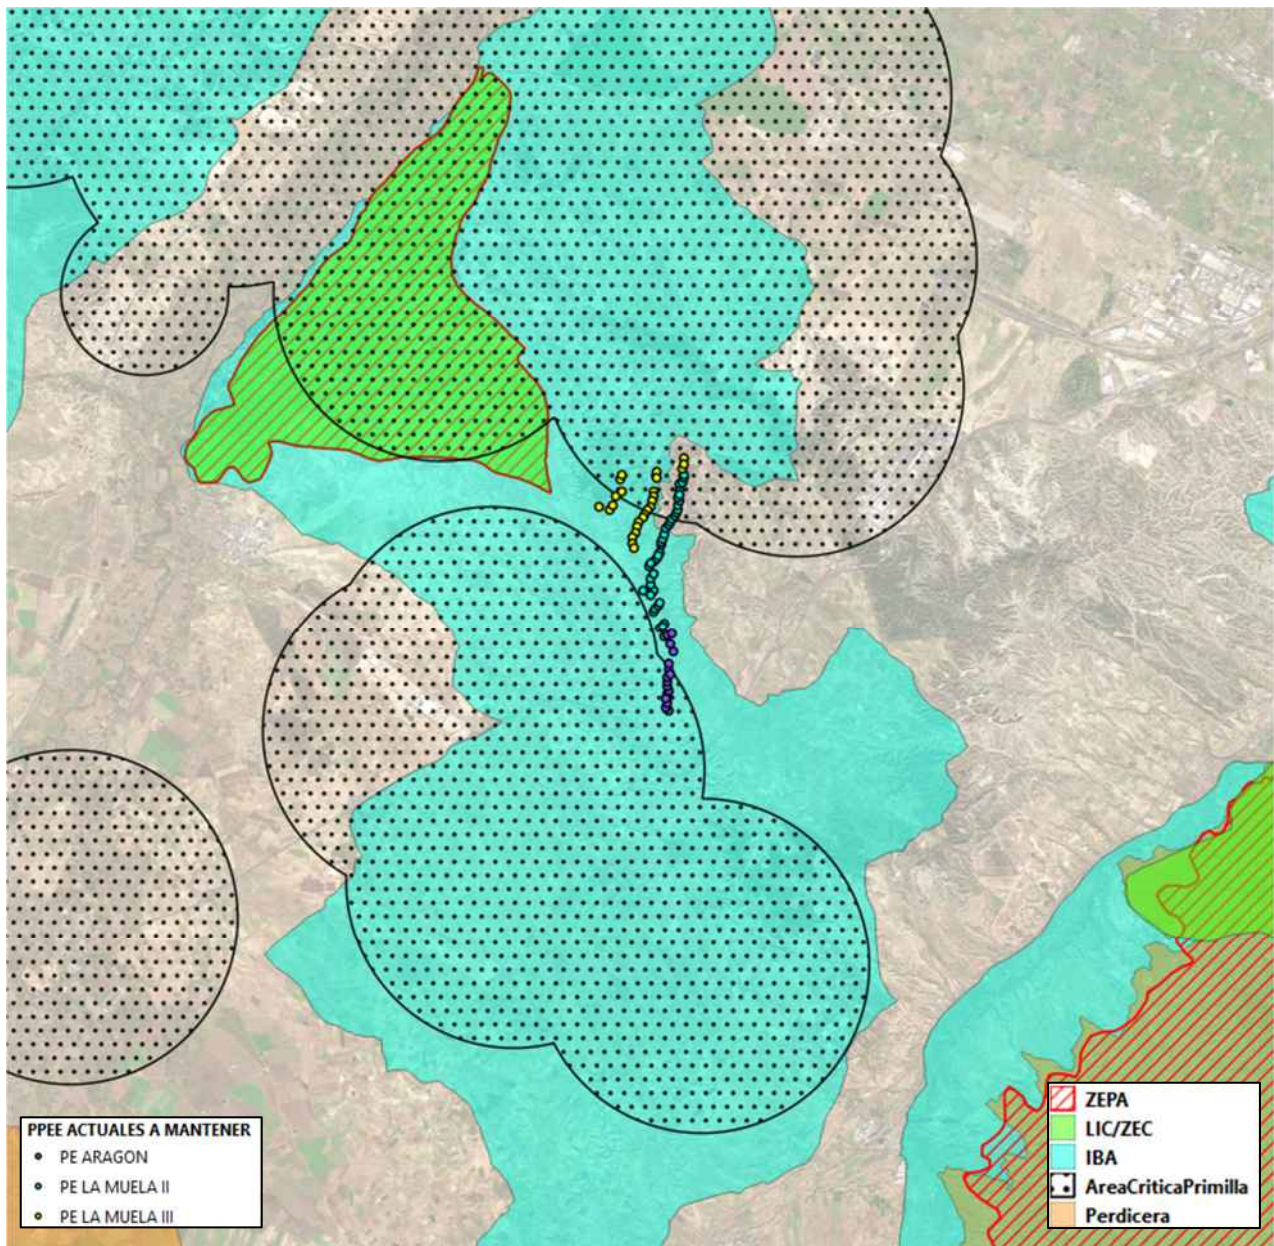 PPEE ACTUALES A MANTENER
PE ARAGON
PE LA MUELA II
PE LA MUELA III
ZEPA
LIC/ZEC
IBA
AreaCriticaPrimilla
Perdicera